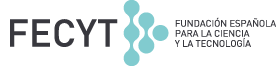 FECYT
FUNDACIÓN ESPAÑOLA
PARA LA CIENCIA
Y LA TECNOLOGÍA